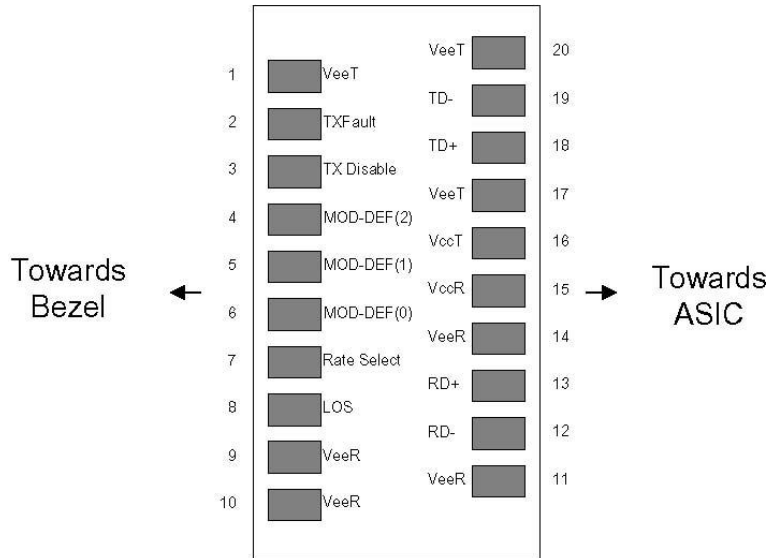 VeeT 20
1 VeeT
TD- 19
2 TXFault
TD+ 18
3 TX Disable
VeeT 17
4 MOD-DEF(2)
VccT 16
5 MOD-DEF(1)
Towards Bezel
VccR 15
Towards ASIC
6 MOD-DEF(0)
VeeR 14
7 Rate Select
RD+ 13
8 LOS
RD- 12
9 VeeR
VeeR 11
10 VeeR